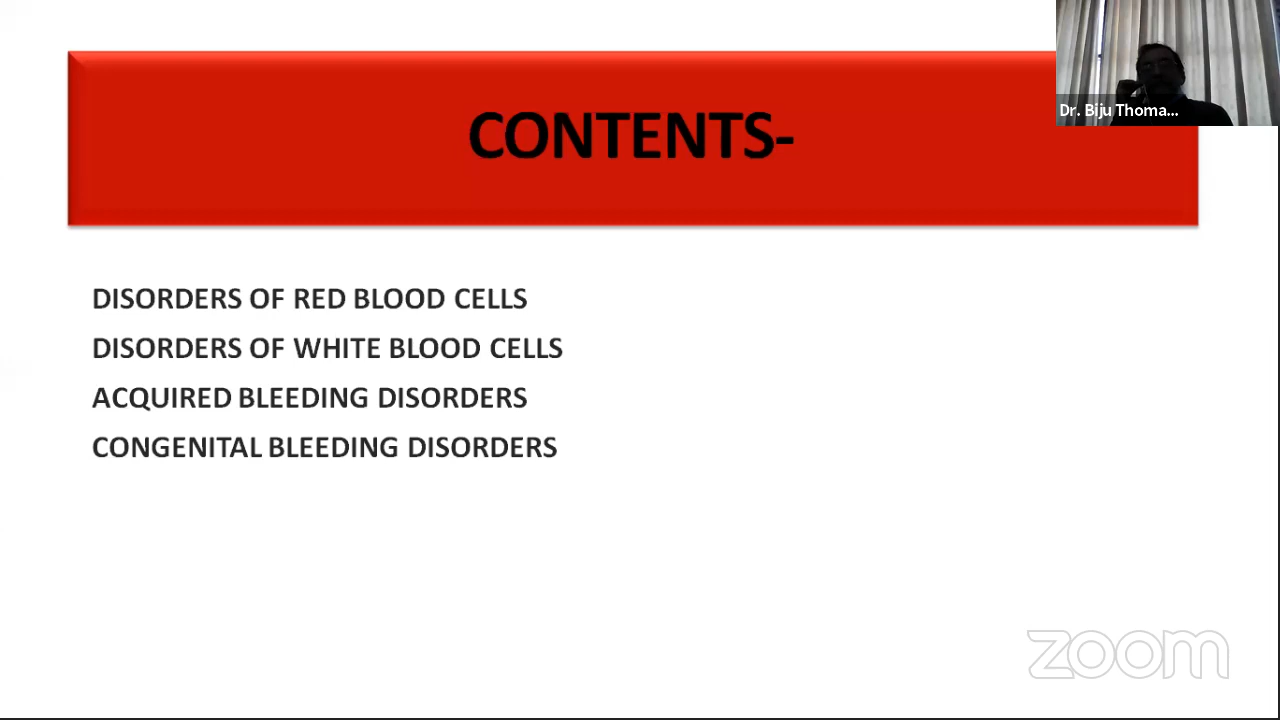 CONTENTS-
Dr. Biju Thoma...
DISORDERS OF RED BLOOD CELLS
DISORDERS OF WHITE BLOOD CELLS
ACQUIRED BLEEDING DISORDERS
CONGENITAL BLEEDING DISORDERS
zoom